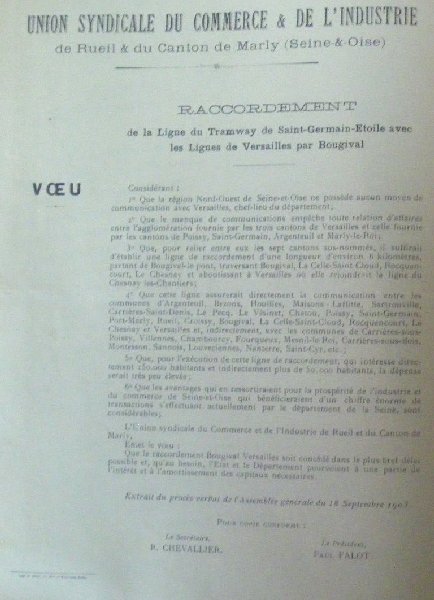 UNION SYNDICALE DU COMMERCE & DE L'INDUSTRIE
de Rueil & du Canton de Marly (Seine-&-Oise)
RACCORDEMENT
de la Ligne du Tramway de Saint-Germain-Etoile avec
les Lignes de Versailles par Bougival
VŒU
Considérant :
1º Que la région Nord-Ouest de Seine-et-Oise ne possède aucun moyen de
communication avec Versailles, chef-lieu du département ;
2º Que le manque de communications empêche toute relation d'affaires
entre l'agglomération fournie par les trois cantons de Versailles et celle fournie
par les cantons de Poissy, Saint-Germain, Argenteuil et Marly-le-Roi ;
3º Que, pour relier entre eux les sept cantons sus-nommés, il suffirait
d'établir une ligne de raccordement d'une longueur d'environ 8 kilomètres,
partant de Bougival-le pont, traversant Bougival, La Celle-Saint-Cloud, Rocquen-
court, Le Chesnay et aboutissant à Versailles où elle rejoindrait la ligne du
Chesnay les-Chantiers ;
4º Que cette ligne assurerait directement la communication entre les
communes d'Argenteuil, Bezons, Houilles, Maisons-Laffitte, Sartrouville,
Carrières-Saint-Denis, Le Pecq, Le Vésinet, Chatou, Poissy, Saint-Germain,
Port-Marly, Rueil, Croissy, Bougival, La Celle-Saint-Cloud, Rocquencourt, Le
Chesnay et Versailles et, indirectement, avec les communes de Carrières-sous-
Poissy, Villennes, Chambourcy, Fourqueux, Mesnil-le Roi, Carrières-sous-Bois,
Montesson, Sannois, Louveciennes, Nanterre, Saint-Cyr, etc. ;
5º Que, pour l'exécution de cette ligne de raccordement, qui intéresse direc-
tement habitants et indirectement plus de habitants, la dépense
serait très peu élevée ;
6º Que les avantages qui en ressortiraient pour la prospérité de l'industrie et
du commerce de Seine-et-Oise qui bénéficieraient d'un chiffre énorme de
transactions s'effectuant actuellement par le département de la Seine, sont
considérables ;
L'Union syndicale du Commerce et de l'Industrie de Rueil et du Canton de
Marly,
Emet le vœu :
Que le raccordement Bougival Versailles soit concédé dans le plus bref délai
possible et, qu'au besoin, l'Etat et le Département pourvoient à une partie de
l'intérêt et à l'amortissement des capitaux nécessaires.
Extrait du procès verbal de l'Assemblée générale du 18 Septembre 1903
POUR COPIE CONFORME :
Le Secrétaire, Le Président,
R. CHEVALLIER. PAUL FALOT.